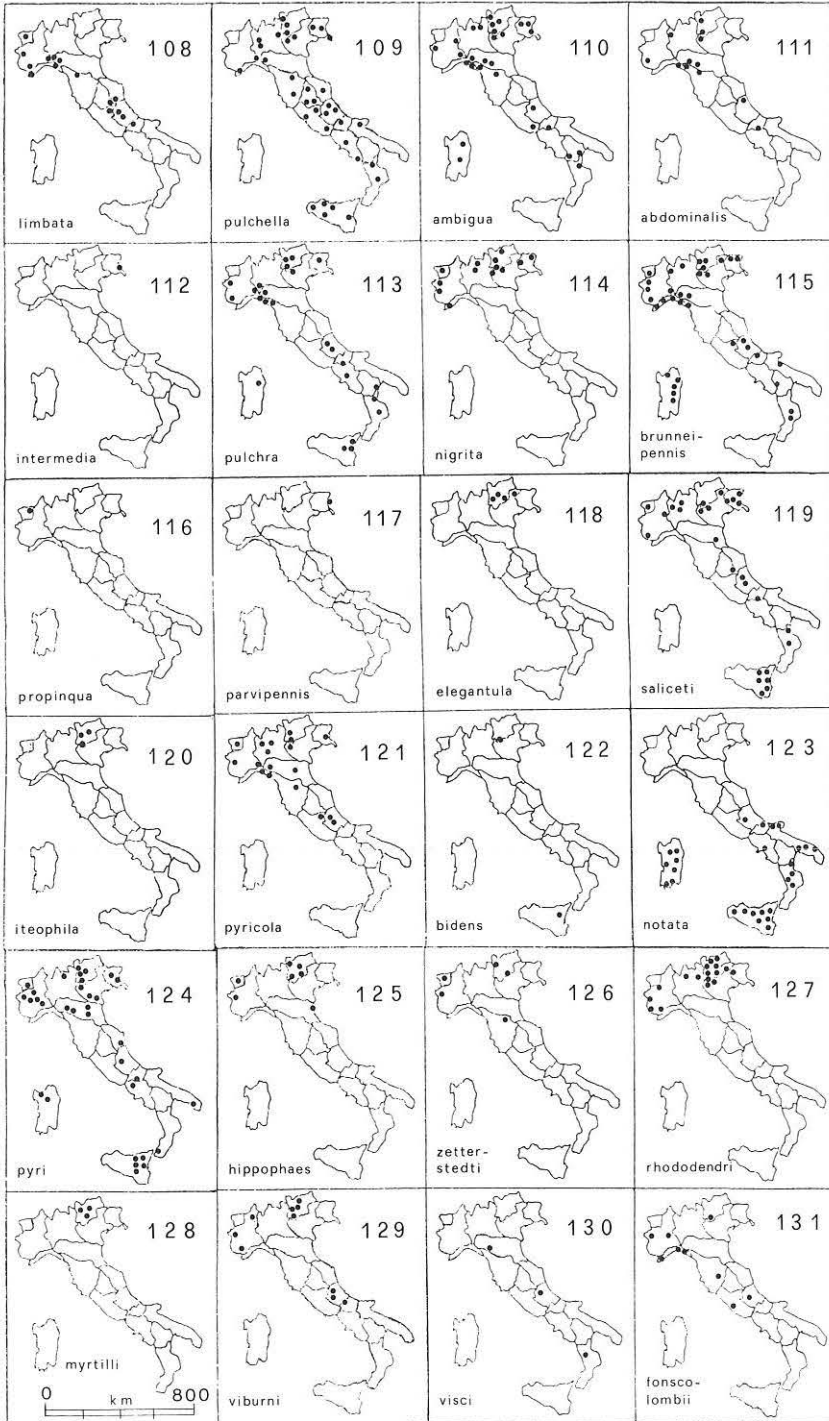 108
limbata
109
pulchella
110
ambigua
111
abdominalis
112
intermedia
113
pulchra
114
nigrita
115
brunnei-
pennis
116
propinqua
117
parvipennis
118
elegantula
119
saliceti
120
iteophila
121
pyricola
122
bidens
123
notata
124
pyri
125
hippophaes
126
zetter-
stedti
127
rhododendri
128
myrtilli
0 km 800
129
viburni
130
visci
131
fonsco-
lombii